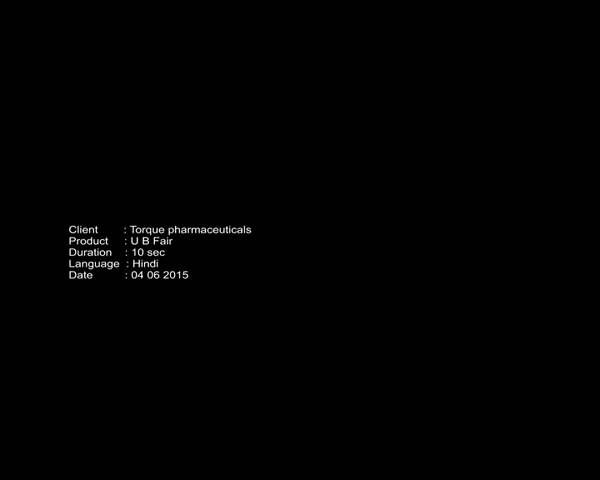 Client : Torque pharmaceuticals
Product : U B Fair
Duration : 10 sec
Language : Hindi
Date : 04 06 2015